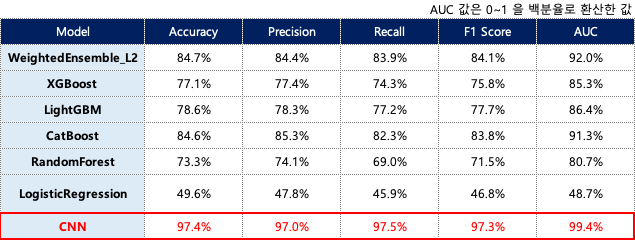 AUC 값은 0~1 을 백분율로 환산한 값
Model Accuracy Precision Recall F1 Score AUC
WeightedEnsemble_L2 84.7% 84.4% 83.9% 84.1% 92.0%
XGBoost 77.1% 77.4% 74.3% 75.8% 85.3%
LightGBM 78.6% 78.3% 77.2% 77.7% 86.4%
CatBoost 84.6% 85.3% 82.3% 83.8% 91.3%
RandomForest 73.3% 74.1% 69.0% 71.5% 80.7%
LogisticRegression 49.6% 47.8% 45.9% 46.8% 48.7%
CNN 97.4% 97.0% 97.5% 97.3% 99.4%